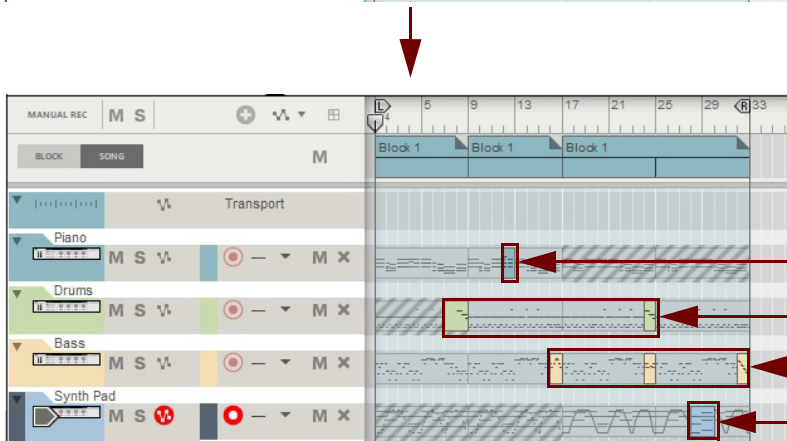 MANUAL REC M S L 5 9 13 17 21 25 29 R 33
4
BLOCK SONG M Block 1 Block 1 Block 1
Transport
Piano
M S M
Drums
M S M
Bass
M S M
Synth Pad
M S M